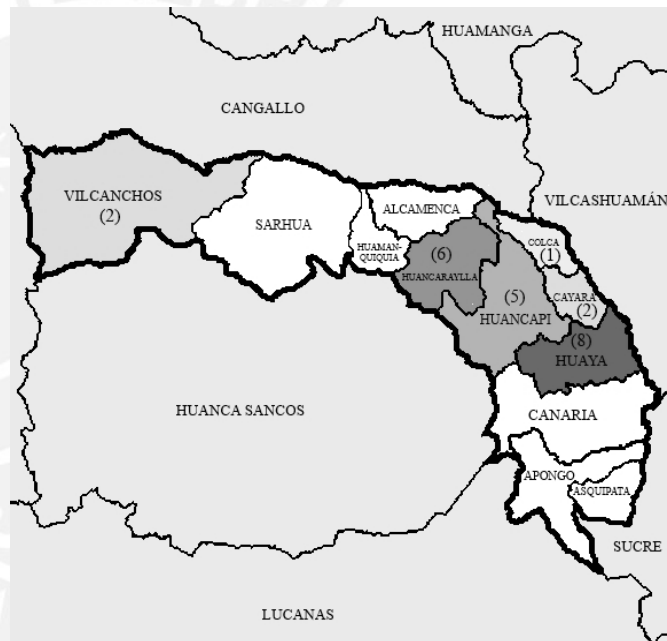 HUAMANGA
CANGALLO
VILCASHUAMÁN
VILCANCHOS
(2)
SARHUA
ALCAMENCA
HUAMAN-
QUIQUIA
(6)
HUANCARAYLLA
COLCA
(1)
CAYARA
(2)
(5)
HUANCAPI
(8)
HUAYA
HUANCA SANCOS
CANARIA
APONGO
ASQUIPATA
SUCRE
LUCANAS